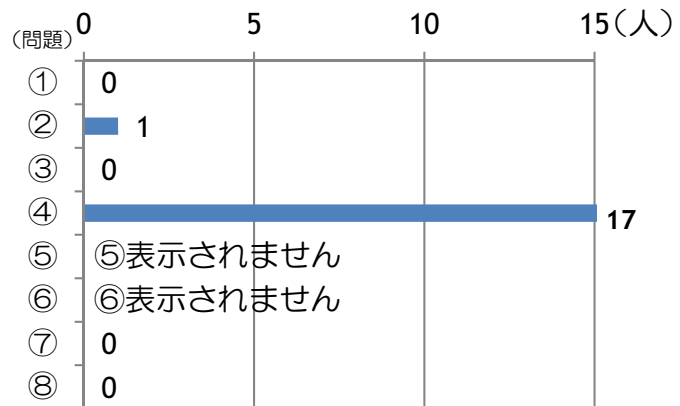 0 5 10 15(人)
(問題)
① 0
② 1
③ 0
④ 17
⑤ ⑤表示されません
⑥ ⑥表示されません
⑦ 0
⑧ 0